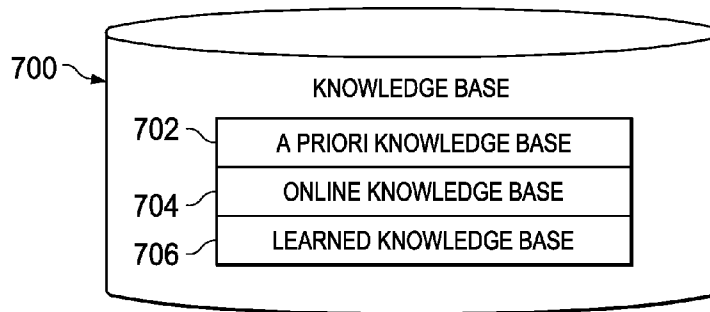 700
KNOWLEDGE BASE
702
A PRIORI KNOWLEDGE BASE
704
ONLINE KNOWLEDGE BASE
706
LEARNED KNOWLEDGE BASE